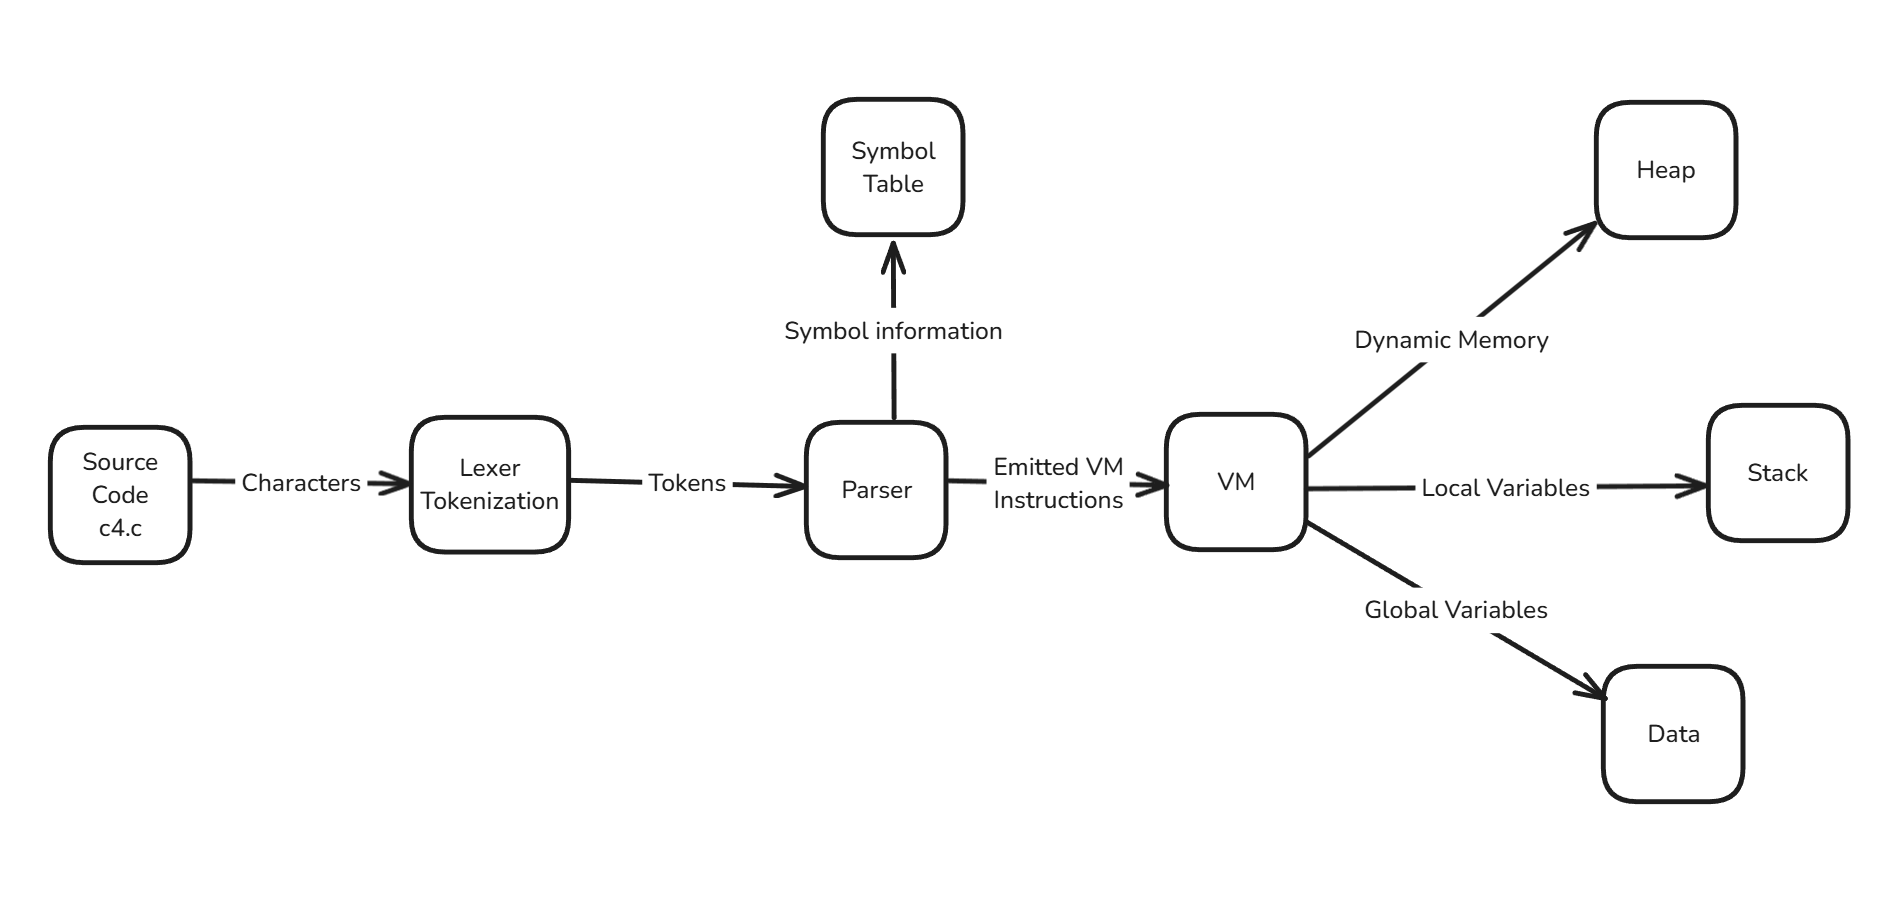 Symbol
Table
Heap
Symbol information
Dynamic Memory
Source
Code
c4.c
Characters
Lexer
Tokenization
Tokens
Parser
Emitted VM
Instructions
VM
Local Variables
Stack
Global Variables
Data